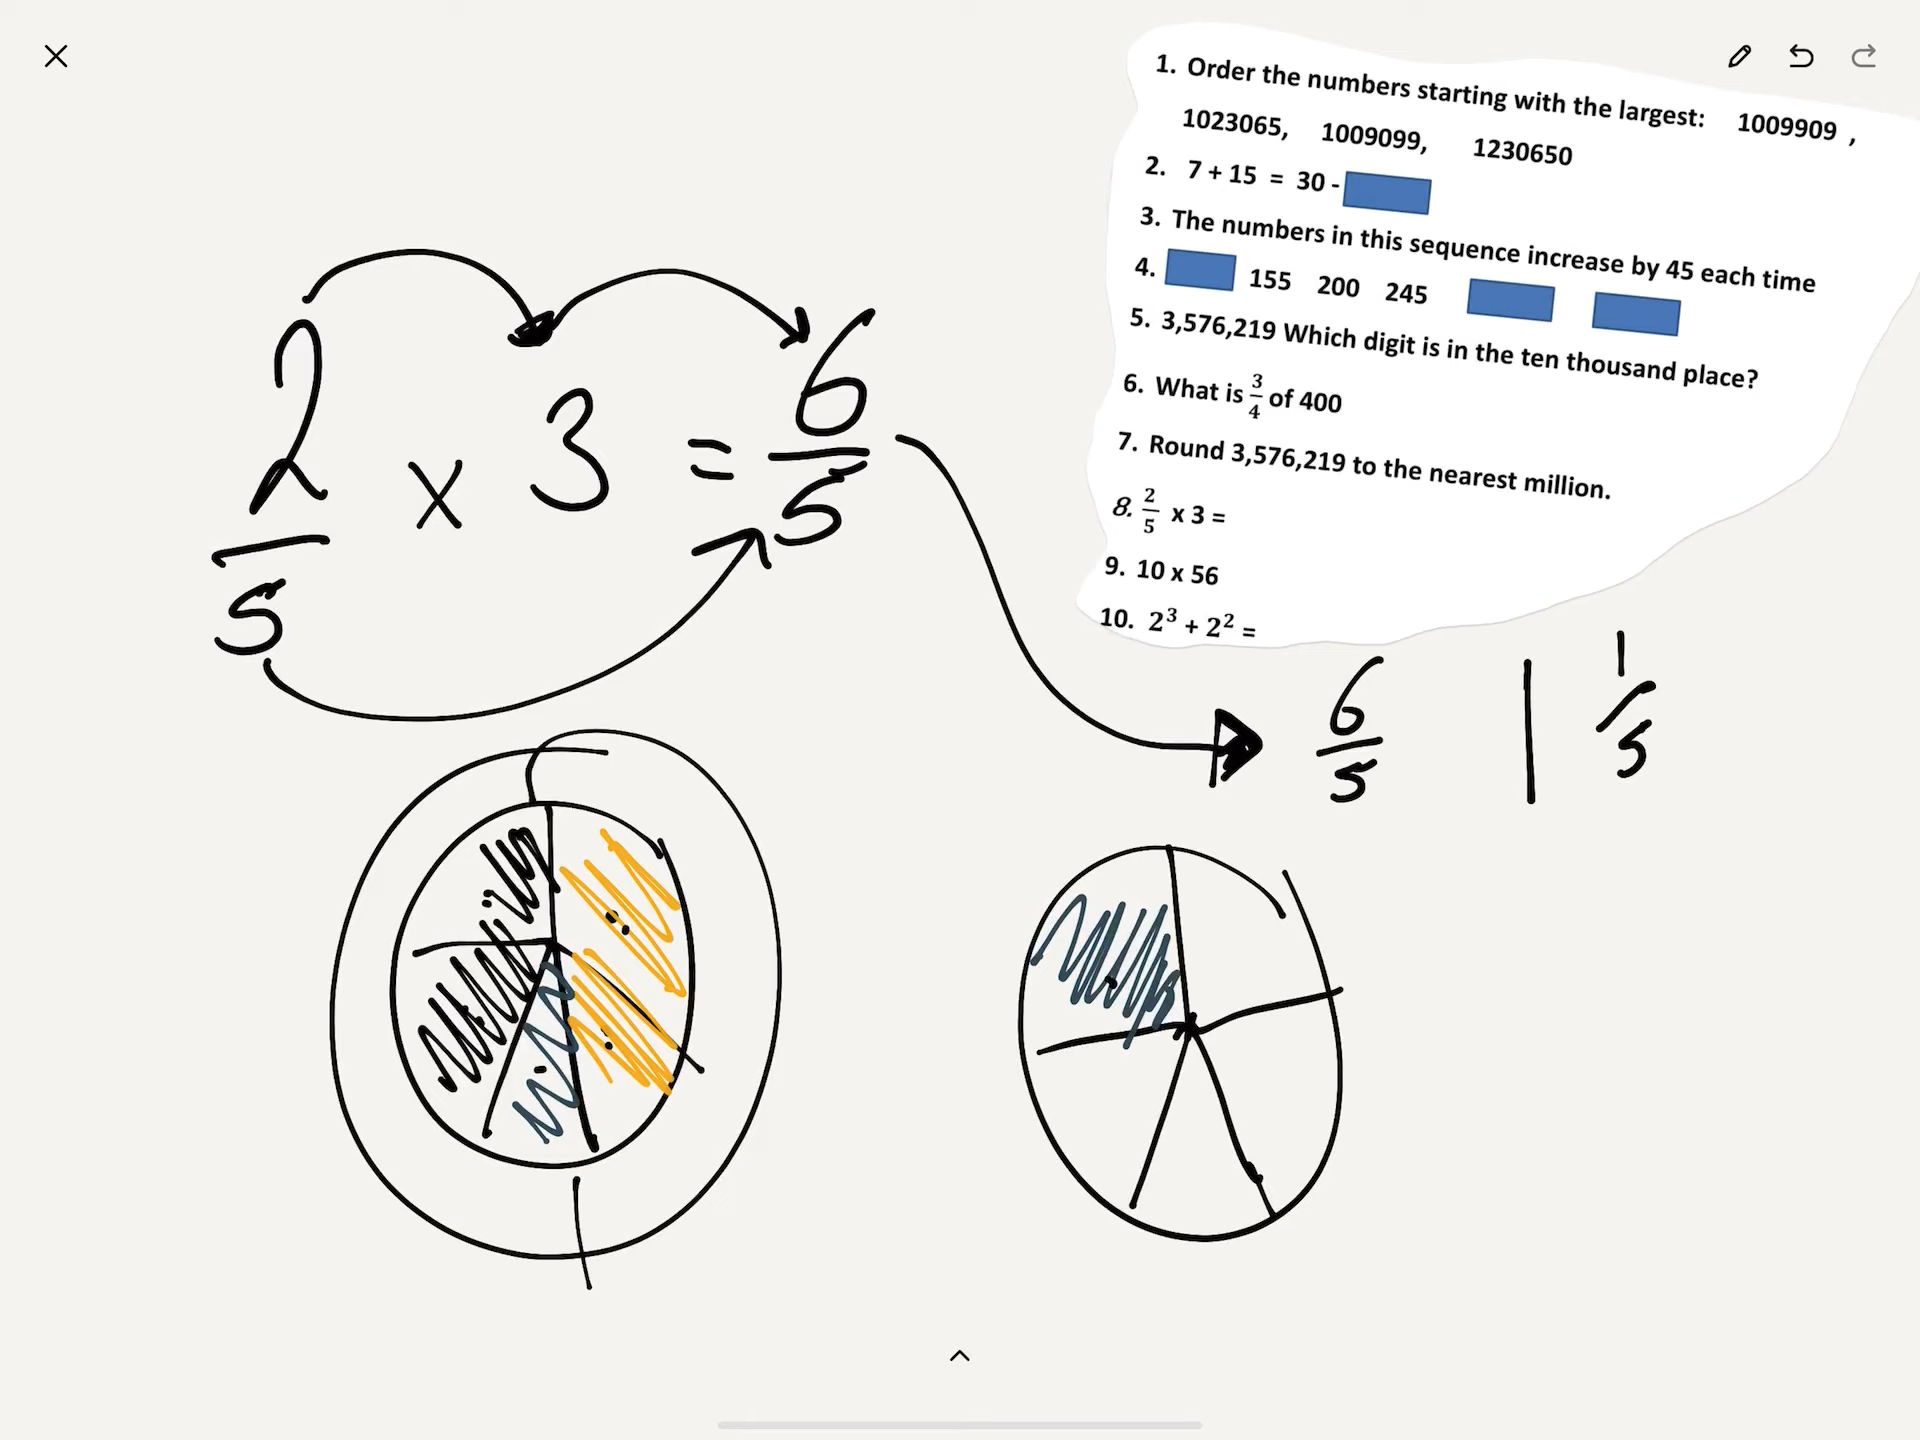 1. Order the numbers starting with the largest: 1009909 ,
1023065, 1009099, 1230650
2. 7 + 15 = 30 -
3. The numbers in this sequence increase by 45 each time
4. 155 200 245
5. 3,576,219 Which digit is in the ten thousand place?
6. What is 3/4 of 400
7. Round 3,576,219 to the nearest million.
8. 2/5 x 3 =
9. 10 x 56
10. 2³ + 2² =
2/5 x 3 = 6/5
6/5 1 1/5